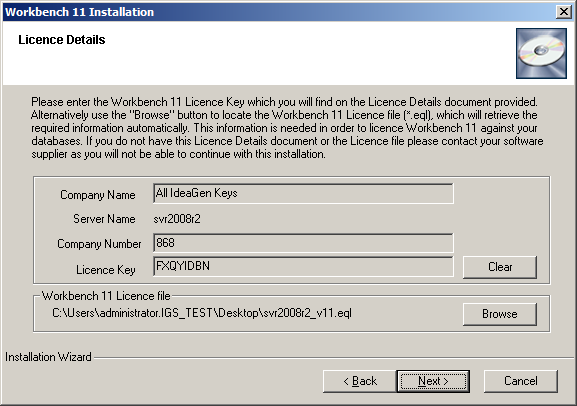 Workbench 11 Installation
Licence Details
Please enter the Workbench 11 Licence Key which you will find on the Licence Details document provided.
Alternatively use the "Browse" button to locate the Workbench 11 Licence file (*.eql), which will retrieve the
required information automatically. This information is needed in order to licence Workbench 11 against your
databases. If you do not have this Licence Details document or the Licence file please contact your software
supplier as you will not be able to continue with this installation.
Company Name All IdeaGen Keys
Server Name svr2008r2
Company Number 868
Licence Key FXQYIDBN Clear
Workbench 11 Licence file
C:\Users\administrator.IGS_TEST\Desktop\svr2008r2_v11.eql Browse
Installation Wizard
< Back Next > Cancel